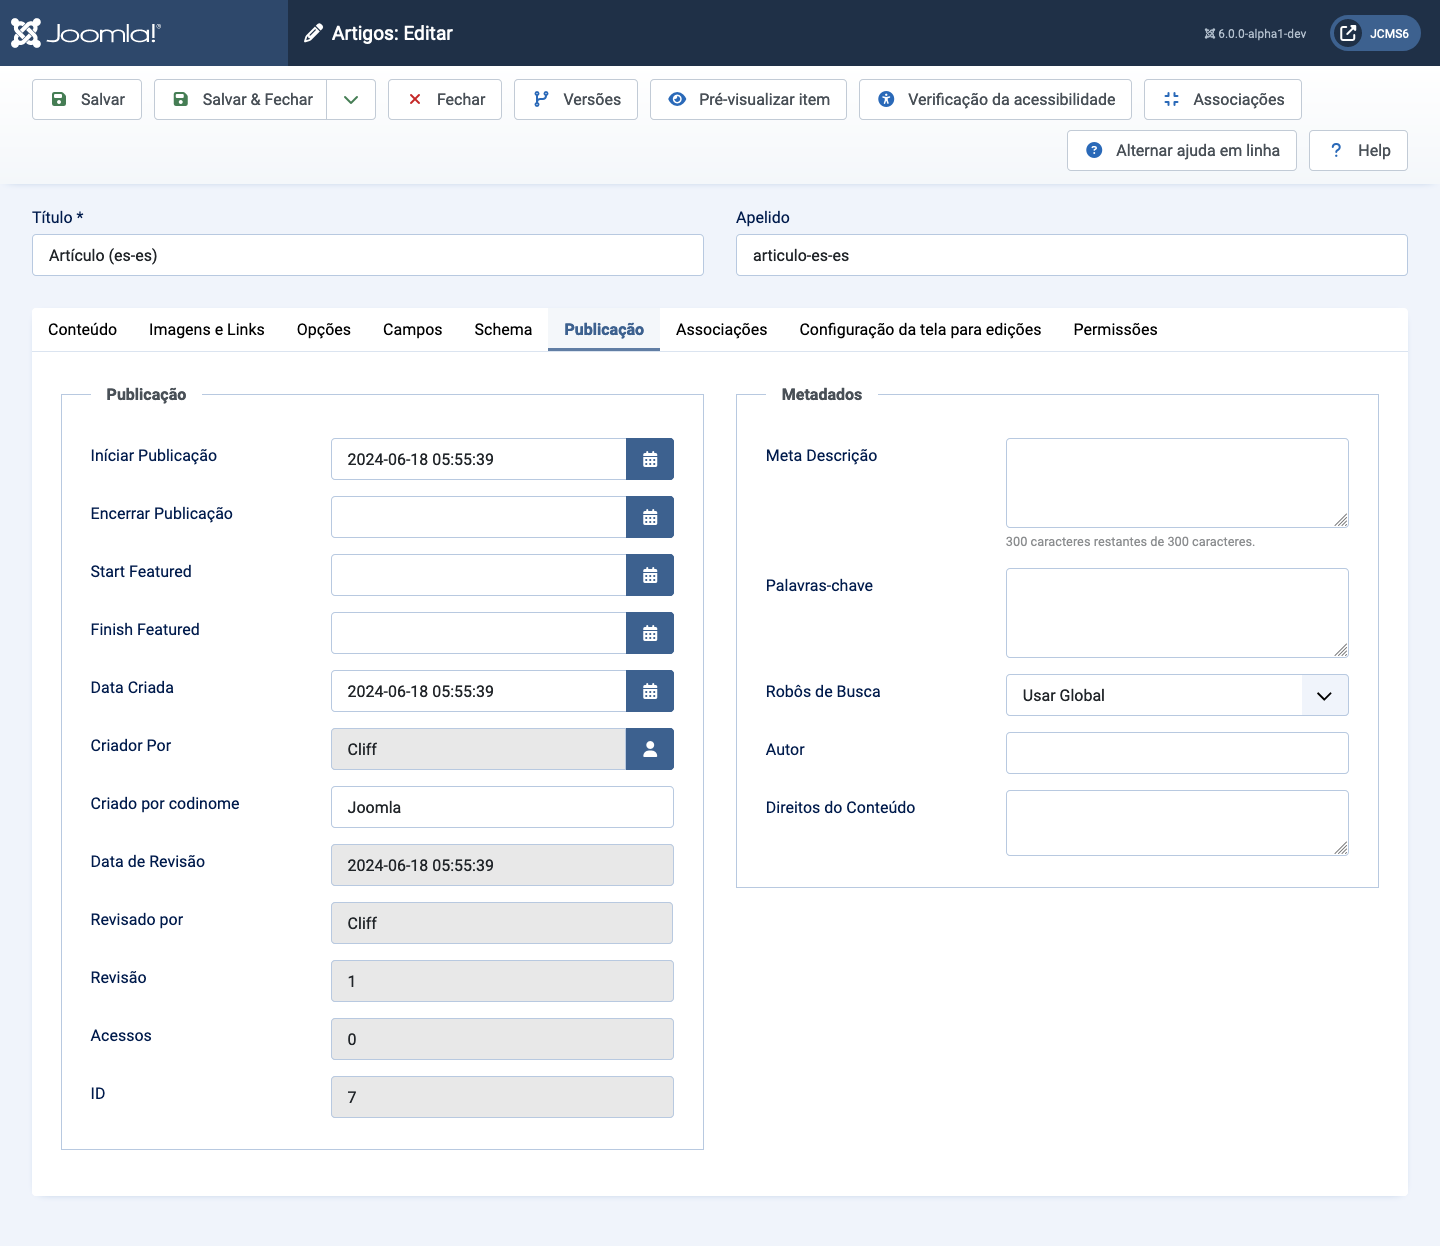 Joomla!®
Artigos: Editar
6.0.0-alpha1-dev
JCMS6
Salvar
Salvar & Fechar
Fechar
Versões
Pré-visualizar item
Verificação da acessibilidade
Associações
Alternar ajuda em linha
? Help
Título *
Apelido
Artículo (es-es)
articulo-es-es
Conteúdo
Imagens e Links
Opções
Campos
Schema
Publicação
Associações
Configuração da tela para edições
Permissões
Publicação
Iníciar Publicação
2024-06-18 05:55:39
Encerrar Publicação
Start Featured
Finish Featured
Data Criada
2024-06-18 05:55:39
Criador Por
Cliff
Criado por codinome
Joomla
Data de Revisão
2024-06-18 05:55:39
Revisado por
Cliff
Revisão
1
Acessos
0
ID
7
Metadados
Meta Descrição
300 caracteres restantes de 300 caracteres.
Palavras-chave
Robôs de Busca
Usar Global
Autor
Direitos do Conteúdo